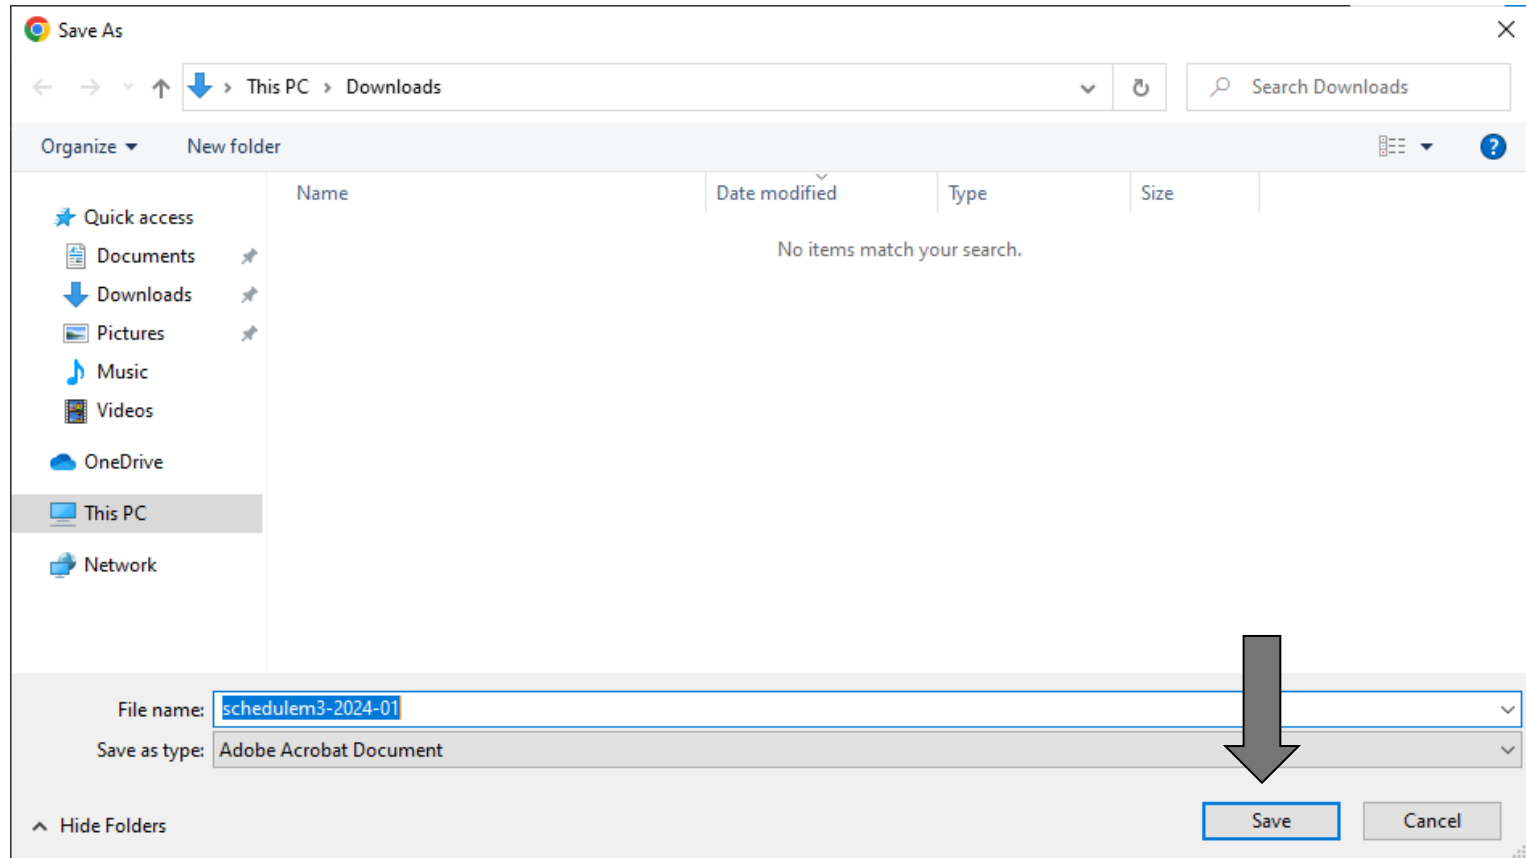 Save As
This PC > Downloads
Search Downloads
Organize
New folder
Name
Date modified
Type
Size
No items match your search.
Quick access
Documents
Downloads
Pictures
Music
Videos
OneDrive
This PC
Network
File name: schedulem3-2024-01
Save as type: Adobe Acrobat Document
Hide Folders
Save
Cancel